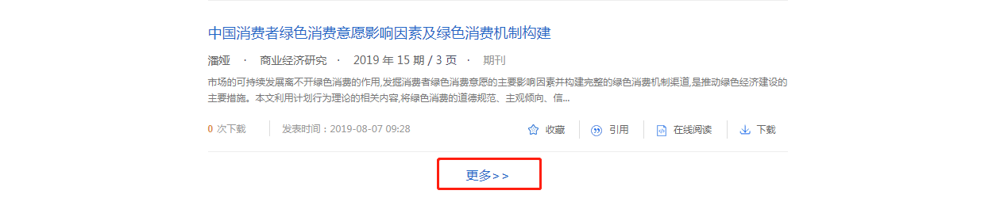 中国消费者绿色消费意愿影响因素及绿色消费机制构建
潘娅 · 商业经济研究 · 2019 年 15 期 / 3 页 · 期刊
市场的可持续发展离不开绿色消费的作用,发掘消费者绿色消费意愿的主要影响因素并构建完整的绿色消费机制渠道,是推动绿色经济建设的
主要措施。本文利用计划行为理论的相关内容,将绿色消费的道德规范、主观倾向、信...
0 次下载 发表时间：2019-08-07 09:28 收藏 引用 在线阅读 下载
更多>>